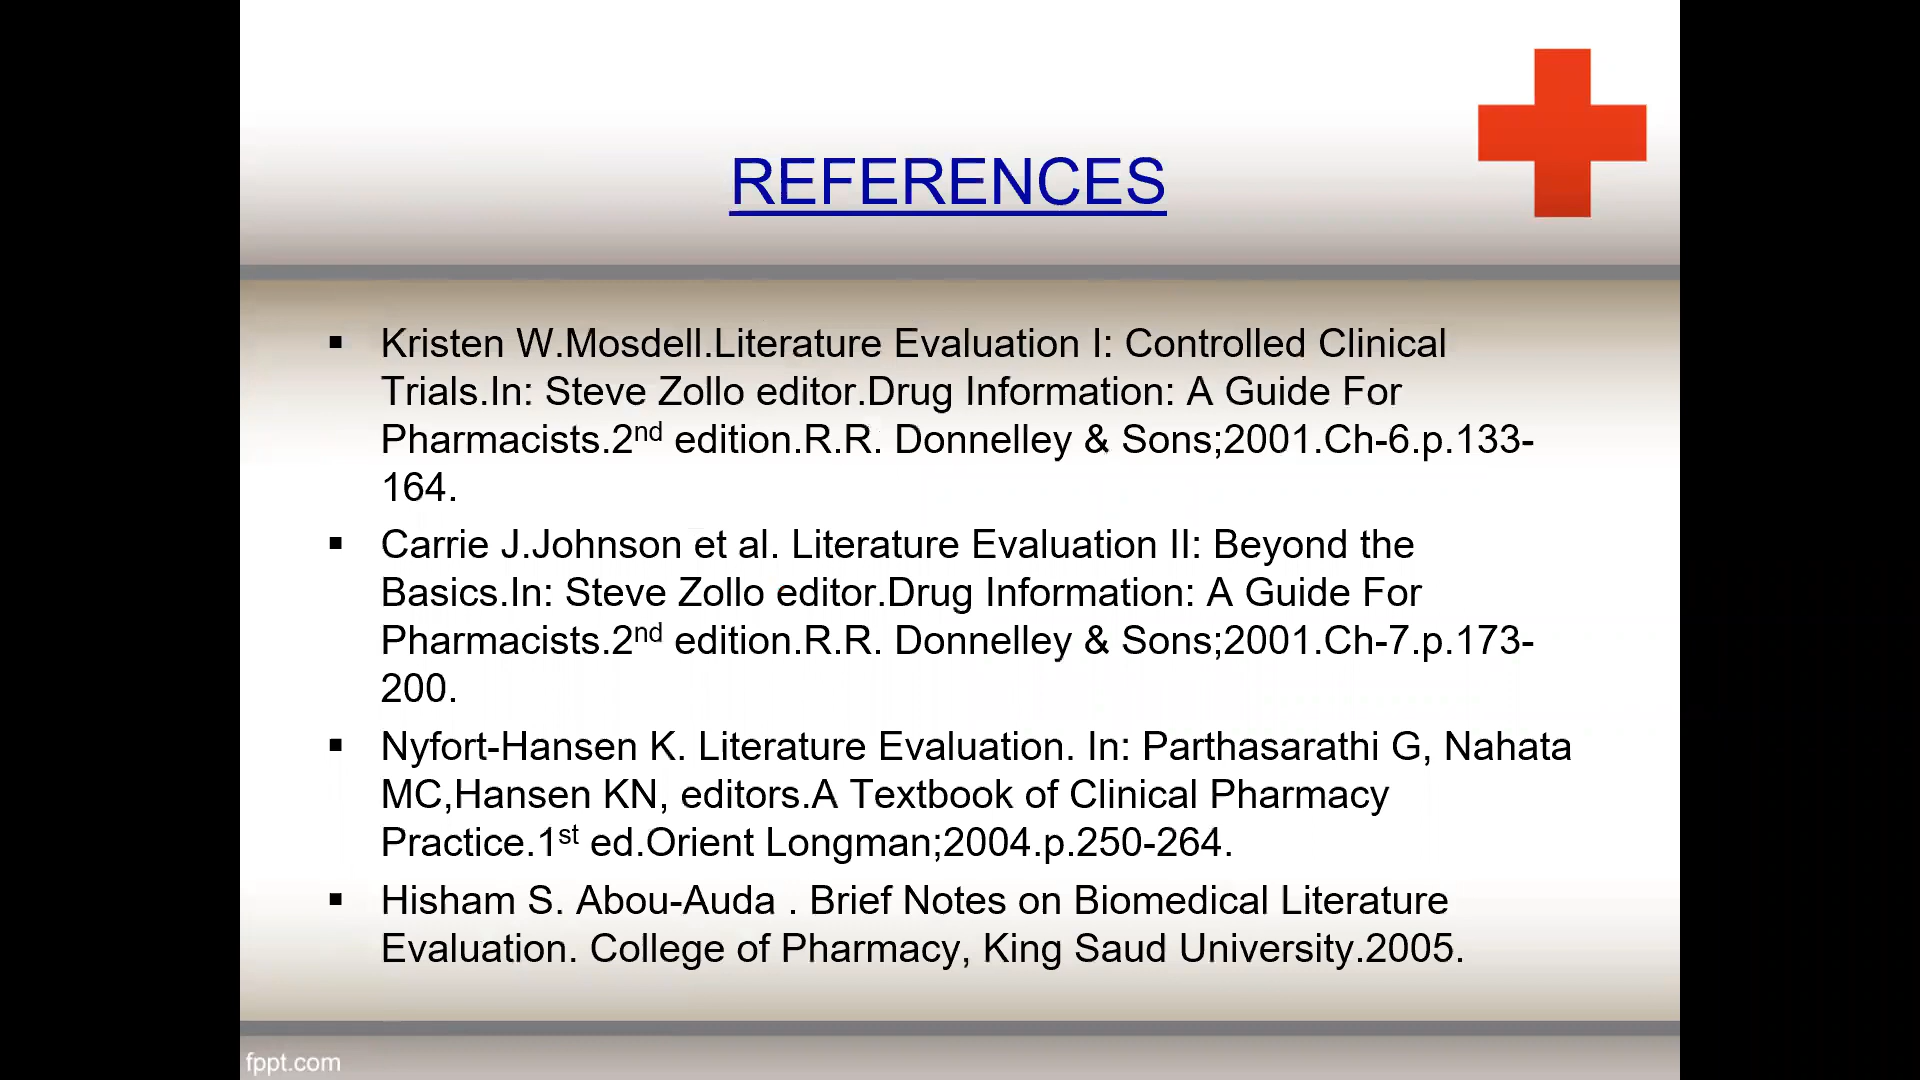 REFERENCES
▪ Kristen W.Mosdell.Literature Evaluation I: Controlled Clinical
Trials.In: Steve Zollo editor.Drug Information: A Guide For
Pharmacists.2nd edition.R.R. Donnelley & Sons;2001.Ch-6.p.133-
164.
▪ Carrie J.Johnson et al. Literature Evaluation II: Beyond the
Basics.In: Steve Zollo editor.Drug Information: A Guide For
Pharmacists.2nd edition.R.R. Donnelley & Sons;2001.Ch-7.p.173-
200.
▪ Nyfort-Hansen K. Literature Evaluation. In: Parthasarathi G, Nahata
MC,Hansen KN, editors.A Textbook of Clinical Pharmacy
Practice.1st ed.Orient Longman;2004.p.250-264.
▪ Hisham S. Abou-Auda . Brief Notes on Biomedical Literature
Evaluation. College of Pharmacy, King Saud University.2005.
fppt.com